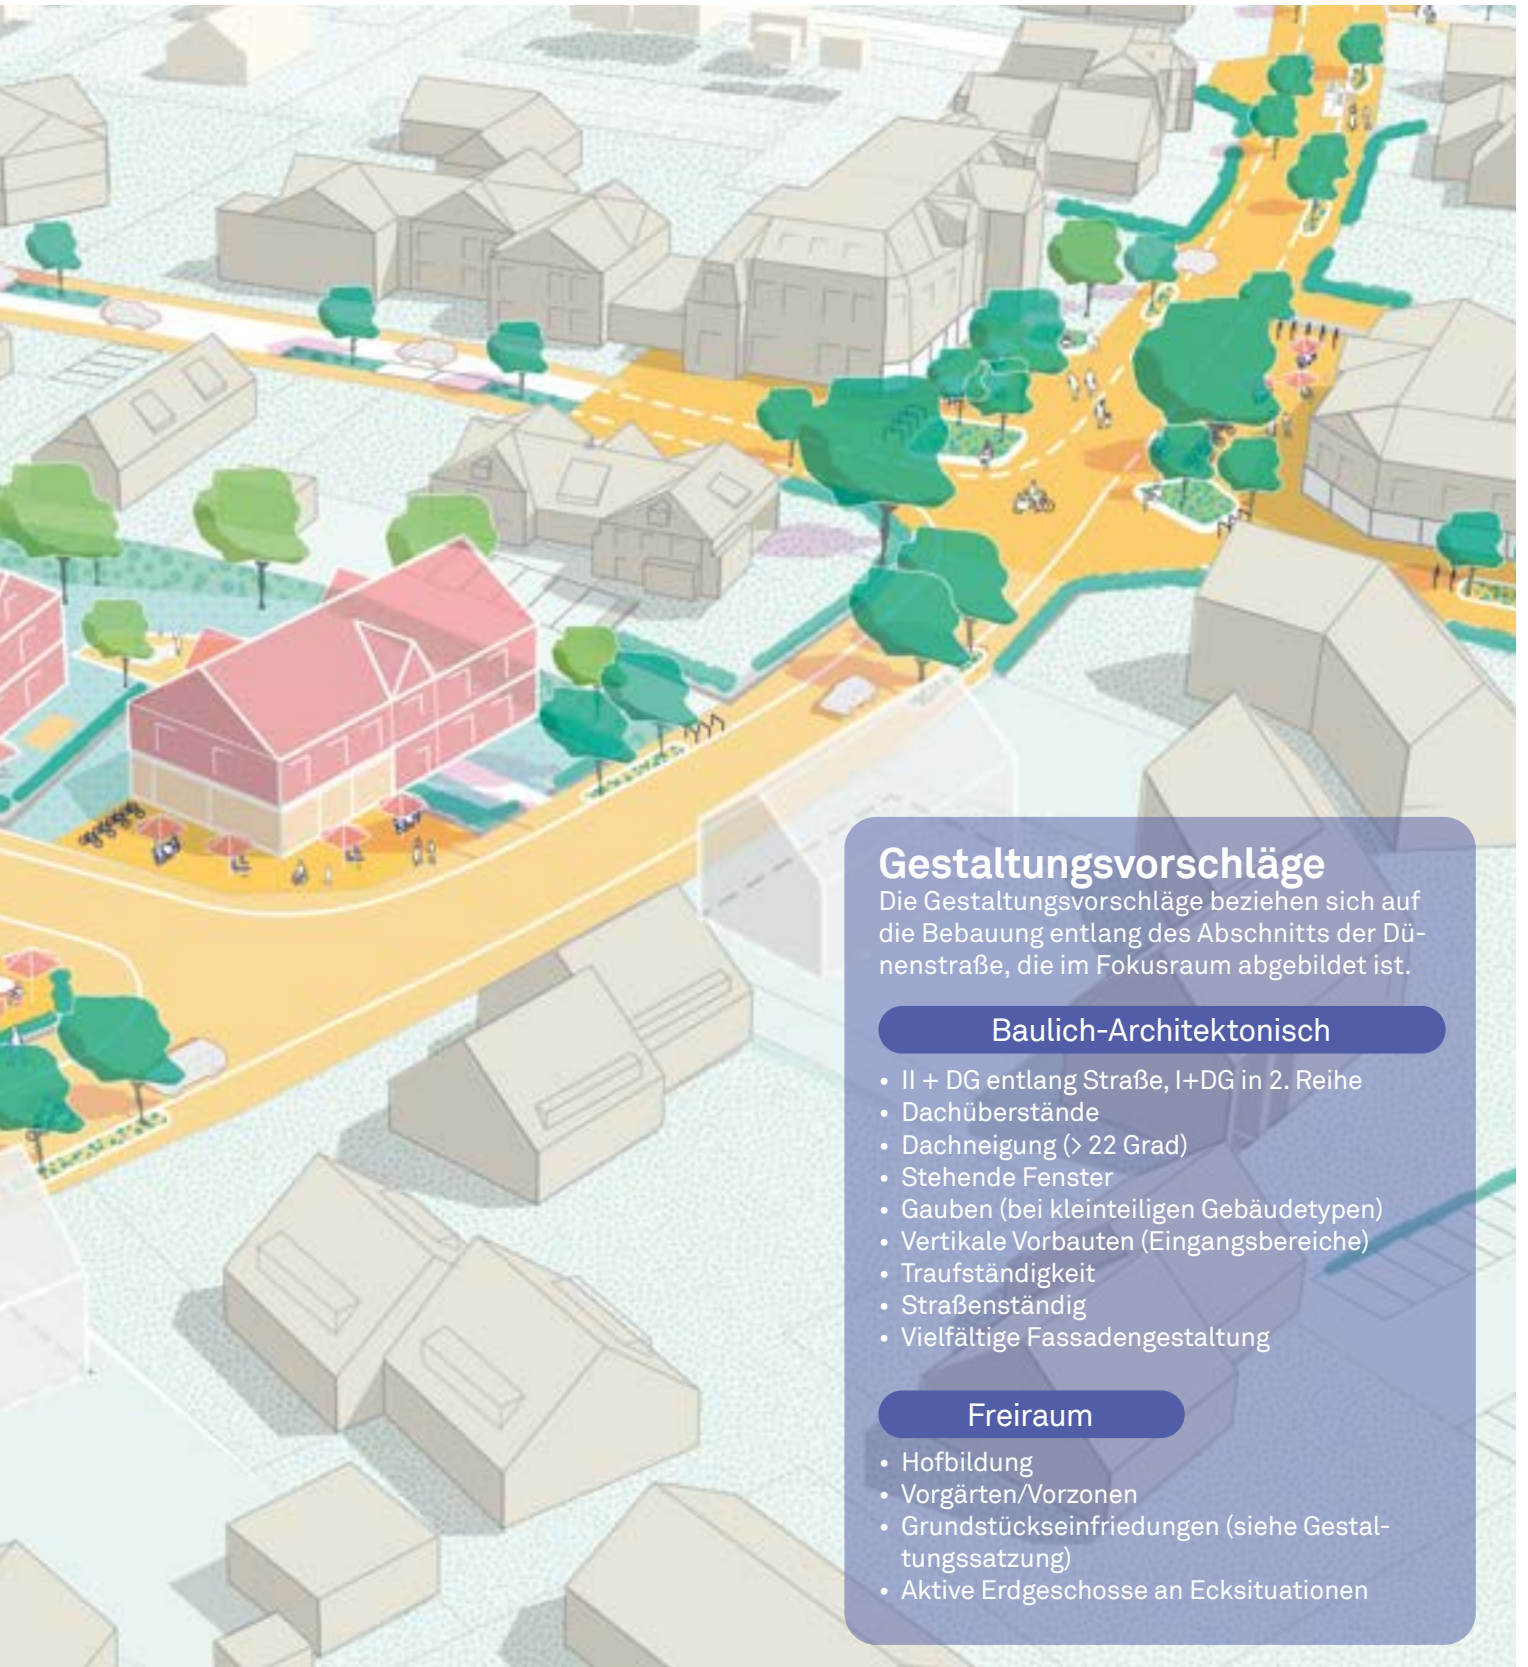 Gestaltungsvorschläge
Die Gestaltungsvorschläge beziehen sich auf
die Bebauung entlang des Abschnitts der Dü-
nenstraße, die im Fokusraum abgebildet ist.
Baulich-Architektonisch
• II + DG entlang Straße, I+DG in 2. Reihe
• Dachüberstände
• Dachneigung (> 22 Grad)
• Stehende Fenster
• Gauben (bei kleinteiligen Gebäudetypen)
• Vertikale Vorbauten (Eingangsbereiche)
• Traufständigkeit
• Straßenständig
• Vielfältige Fassadengestaltung
Freiraum
• Hofbildung
• Vorgärten/Vorzonen
• Grundstückseinfriedungen (siehe Gestal-
tungssatzung)
• Aktive Erdgeschosse an Ecksituationen